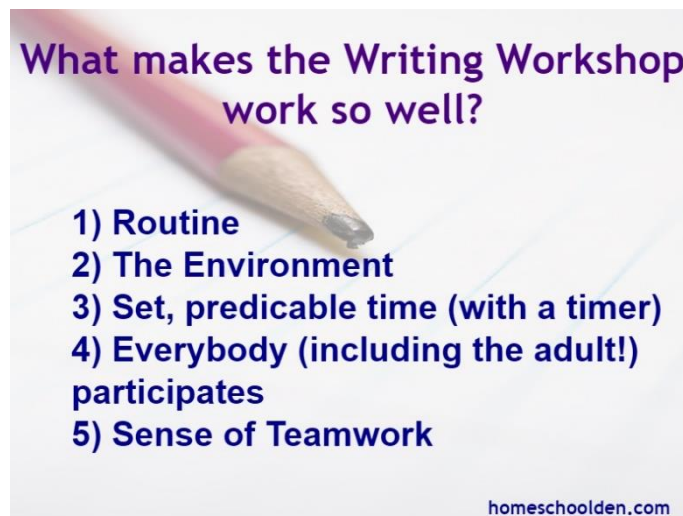 What makes the Writing Workshop
work so well?
1) Routine
2) The Environment
3) Set, predicable time (with a timer)
4) Everybody (including the adult!)
participates
5) Sense of Teamwork
homeschoolden.com